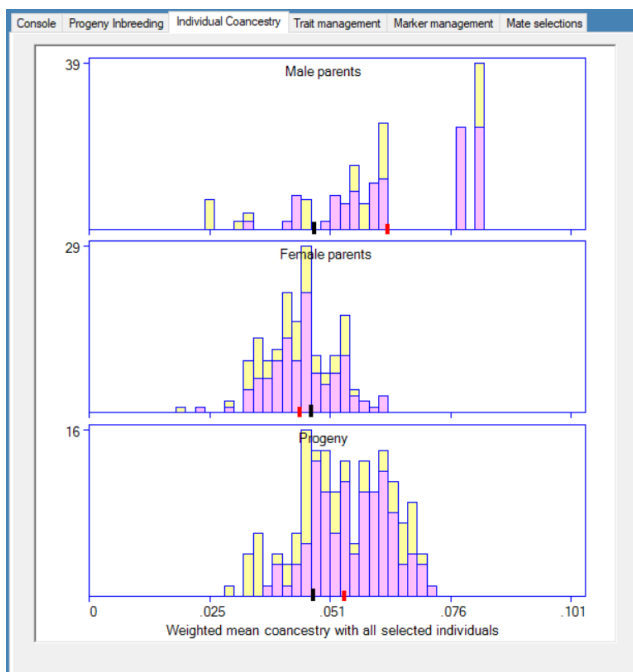 Console Progeny Inbreeding Individual Coancestry Trait management Marker management Mate selections
39
Male parents
29
Female parents
16
Progeny
0 .025 .051 .076 .101
Weighted mean coancestry with all selected individuals